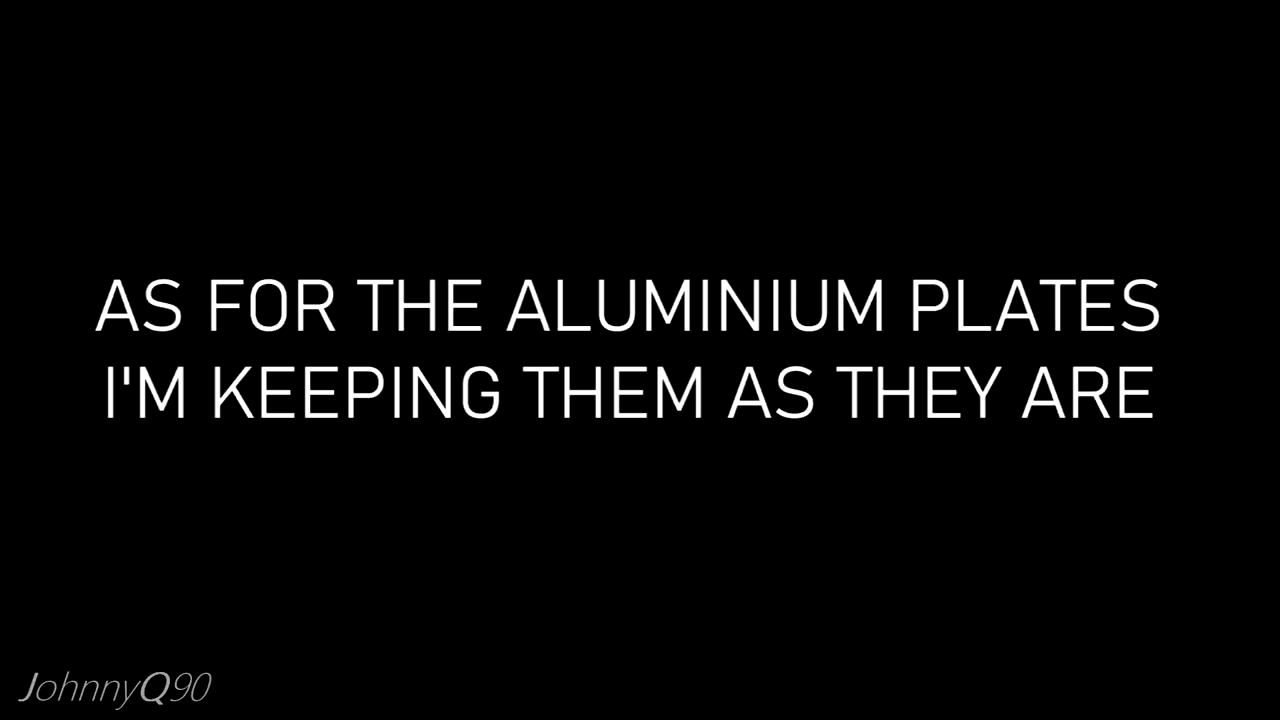 AS FOR THE ALUMINIUM PLATES
I'M KEEPING THEM AS THEY ARE
JohnnyQ90